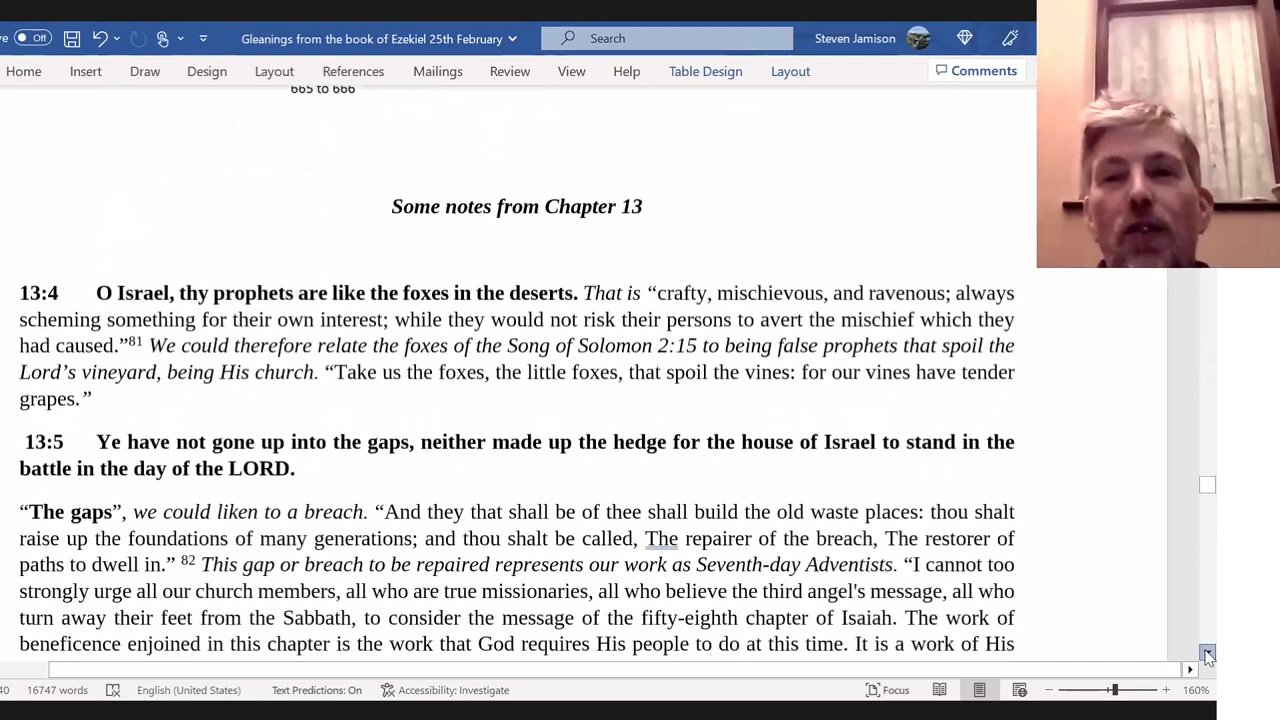 ve Off Gleanings from the book of Ezekiel 25th February Search Steven Jamison
Home Insert Draw Design Layout References Mailings Review View Help Table Design Layout Comments
665 to 666
Some notes from Chapter 13
13:4 O Israel, thy prophets are like the foxes in the deserts. That is “crafty, mischievous, and ravenous; always
scheming something for their own interest; while they would not risk their persons to avert the mischief which they
had caused.”81 We could therefore relate the foxes of the Song of Solomon 2:15 to being false prophets that spoil the
Lord’s vineyard, being His church. “Take us the foxes, the little foxes, that spoil the vines: for our vines have tender
grapes.”
13:5 Ye have not gone up into the gaps, neither made up the hedge for the house of Israel to stand in the
battle in the day of the LORD.
“The gaps”, we could liken to a breach. “And they that shall be of thee shall build the old waste places: thou shalt
raise up the foundations of many generations; and thou shalt be called, The repairer of the breach, The restorer of
paths to dwell in.” 82 This gap or breach to be repaired represents our work as Seventh-day Adventists. “I cannot too
strongly urge all our church members, all who are true missionaries, all who believe the third angel's message, all who
turn away their feet from the Sabbath, to consider the message of the fifty-eighth chapter of Isaiah. The work of
beneficence enjoined in this chapter is the work that God requires His people to do at this time. It is a work of His
40 16747 words English (United States) Text Predictions: On Accessibility: Investigate Focus 160%